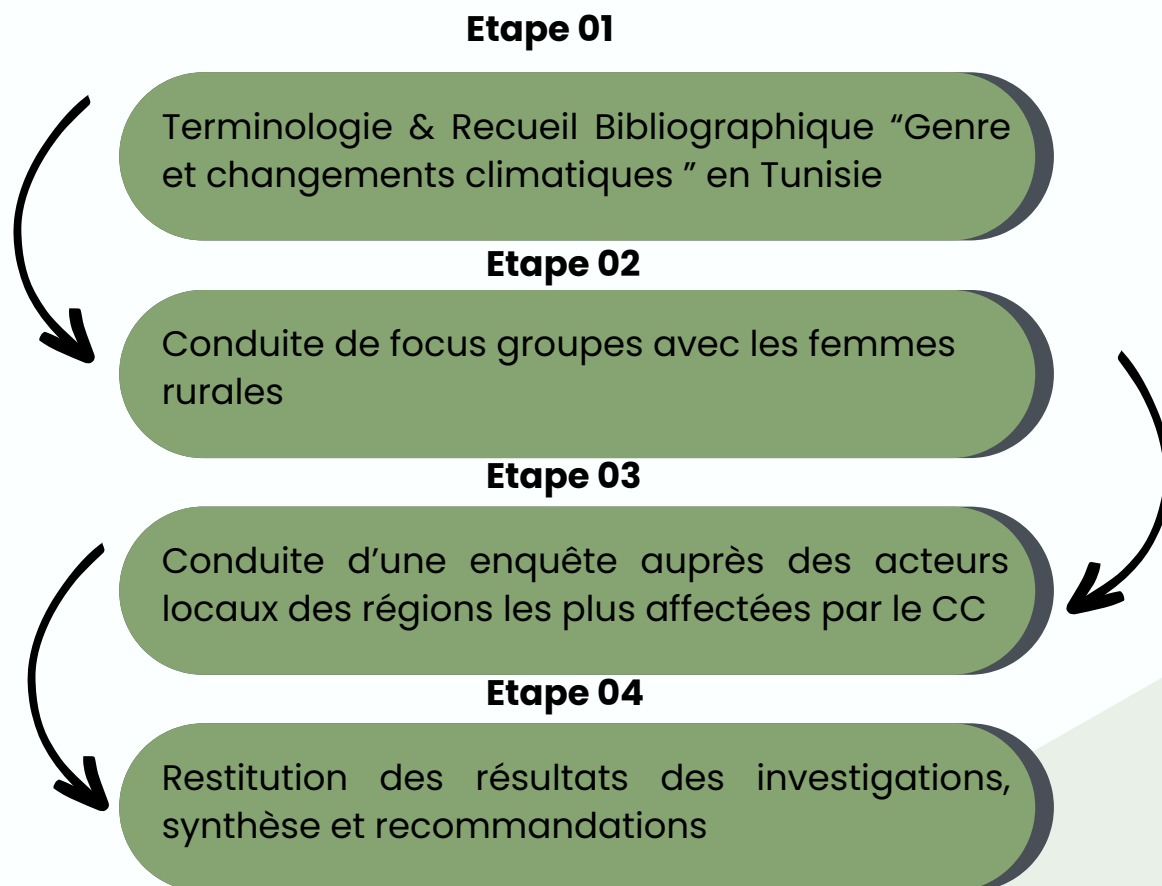 Etape 01
Terminologie & Recueil Bibliographique “Genre
et changements climatiques ” en Tunisie
Etape 02
Conduite de focus groupes avec les femmes
rurales
Etape 03
Conduite d’une enquête auprès des acteurs
locaux des régions les plus affectées par le CC
Etape 04
Restitution des résultats des investigations,
synthèse et recommandations